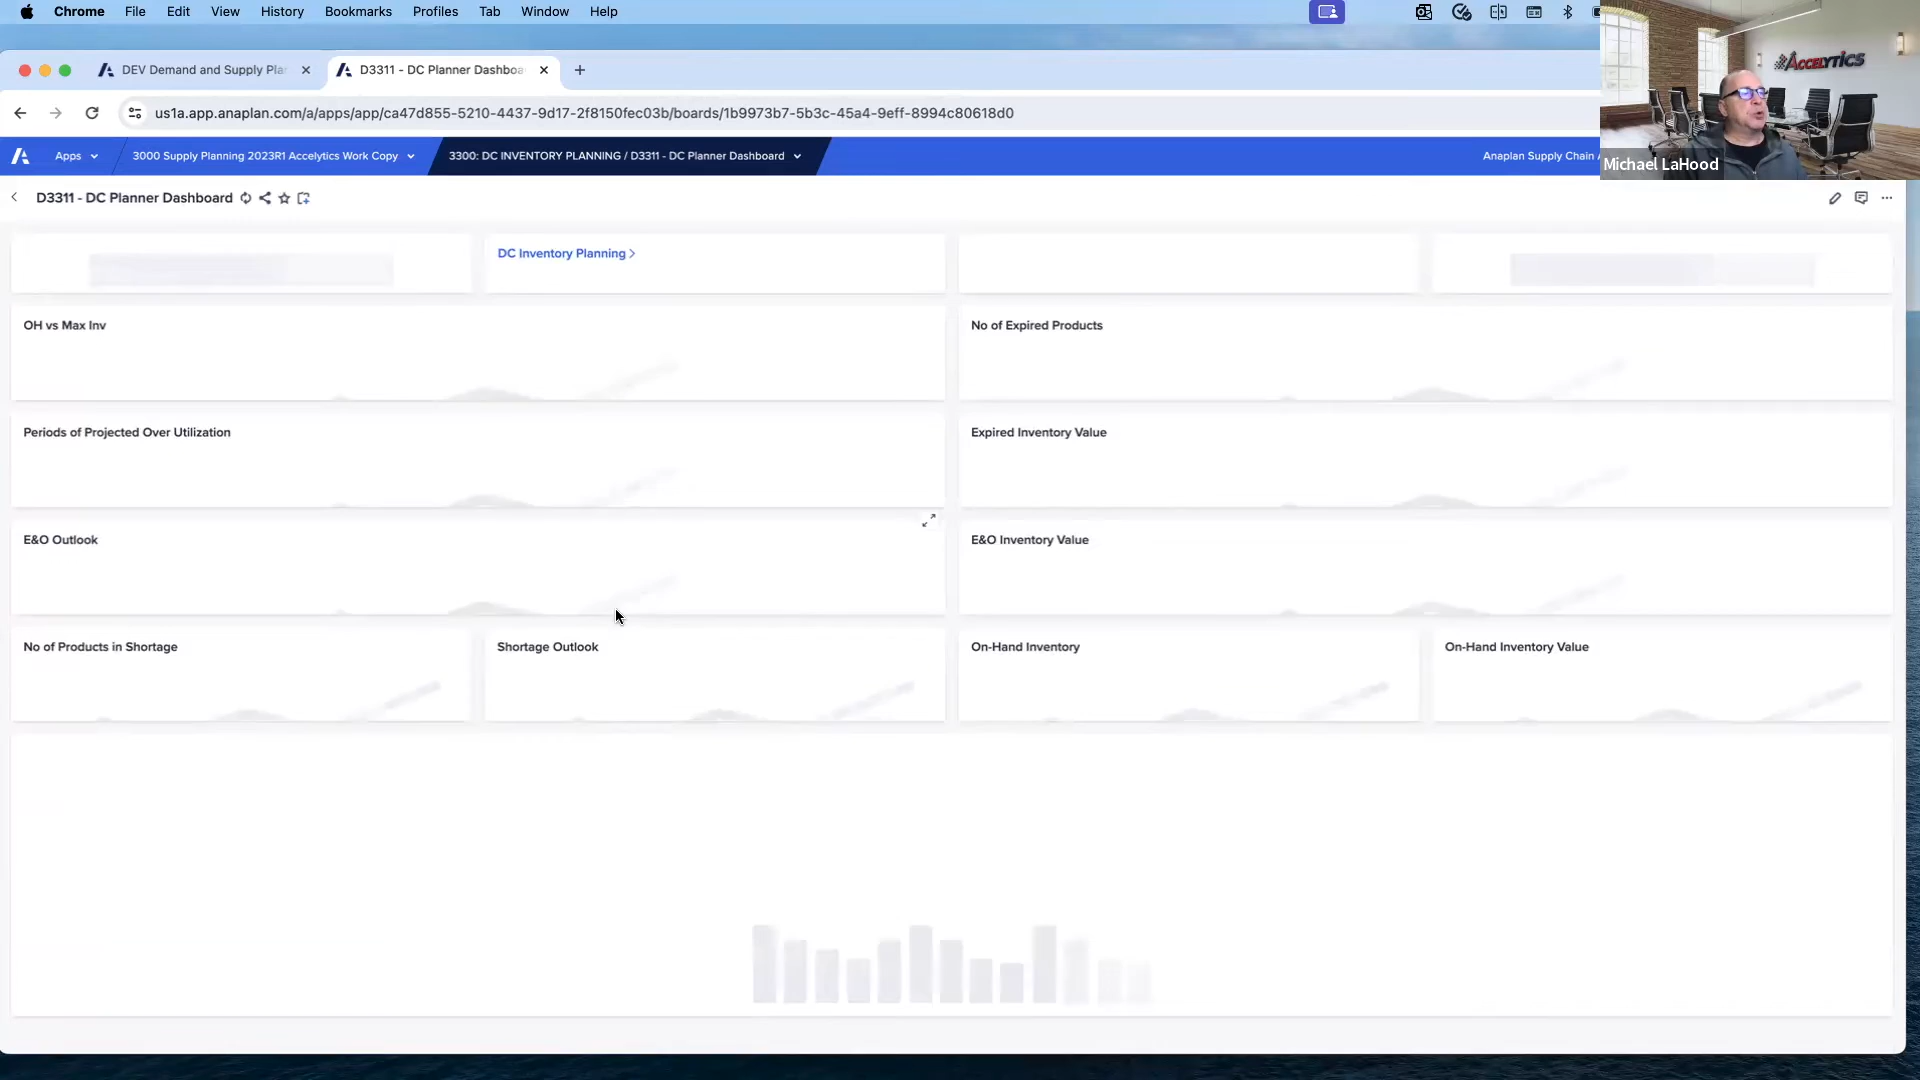 Chrome File Edit View History Bookmarks Profiles Tab Window Help
DEV Demand and Supply Pla
D3311 - DC Planner Dashboa
us1a.app.anaplan.com/a/apps/app/ca47d855-5210-4437-9d17-2f8150fec03b/boards/1b9973b7-5b3c-45a4-9eff-8994c80618d0
ACCELYTICS
Michael LaHood
Apps
3000 Supply Planning 2023R1 Accelytics Work Copy
3300: DC INVENTORY PLANNING / D3311 - DC Planner Dashboard
Anaplan Supply Chain
D3311 - DC Planner Dashboard
DC Inventory Planning
OH vs Max Inv
No of Expired Products
Periods of Projected Over Utilization
Expired Inventory Value
E&O Outlook
E&O Inventory Value
No of Products in Shortage
Shortage Outlook
On-Hand Inventory
On-Hand Inventory Value